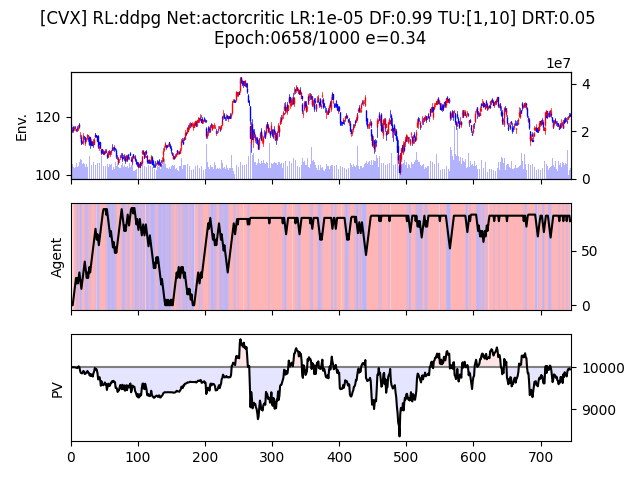 [CVX] RL:ddpg Net:actorcritic LR:1e-05 DF:0.99 TU:[1,10] DRT:0.05
Epoch:0658/1000 e=0.34
1e7
Env.
120
100
4
2
0
Agent
50
0
PV
10000
9000
0 100 200 300 400 500 600 700